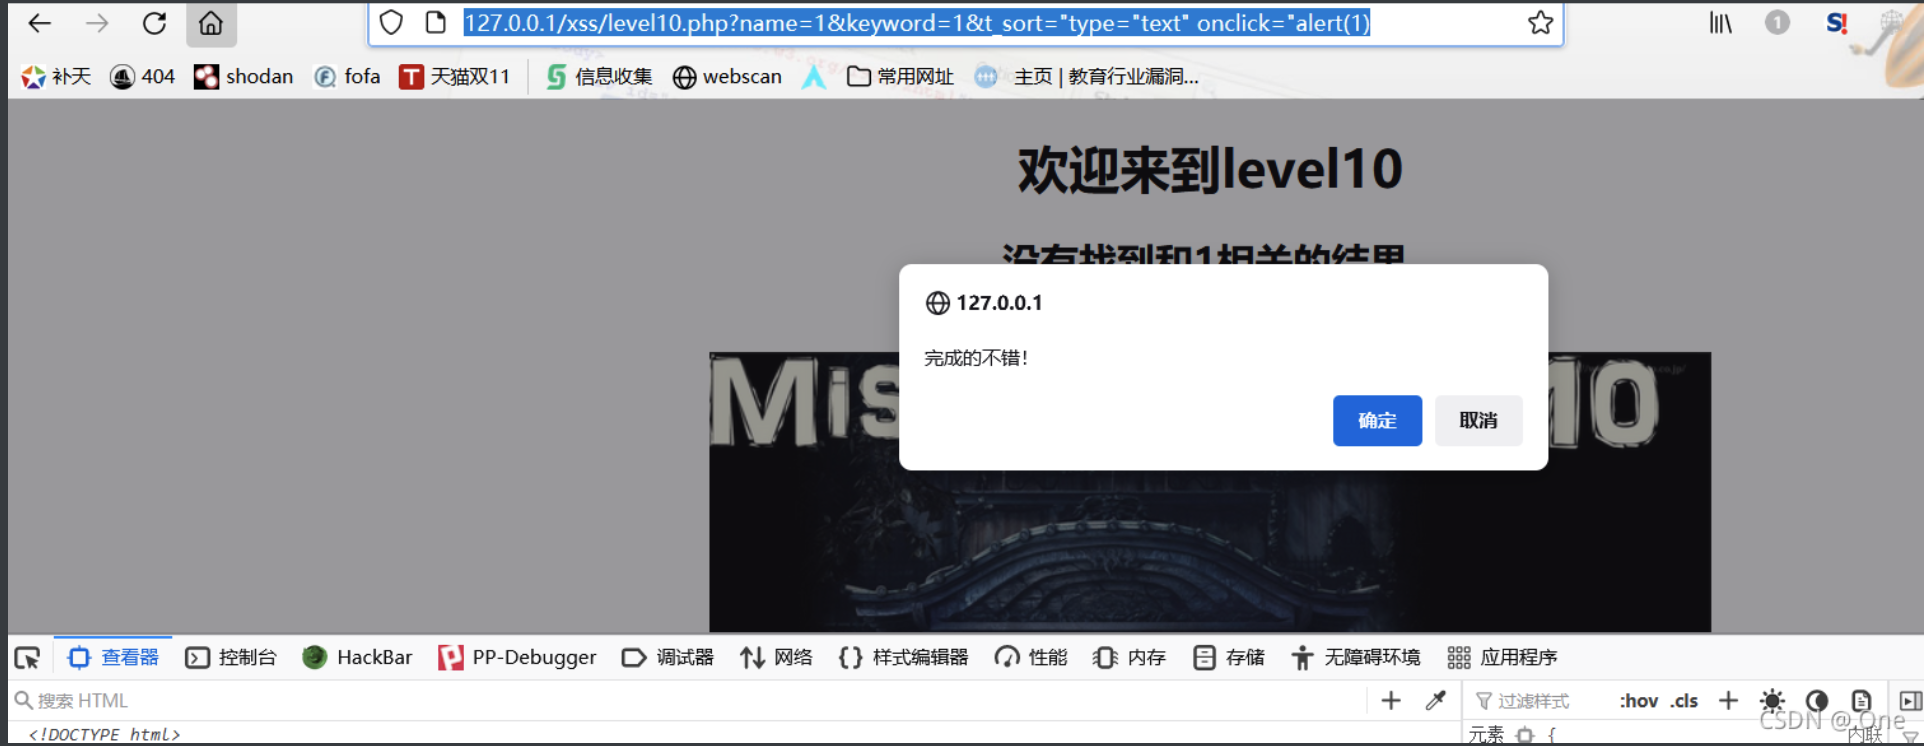 127.0.0.1/xss/level10.php?name=1&keyword=1&t_sort="type="text" onclick="alert(1)
1
S!
补天 404 shodan fofa T 天猫双11 信息收集 webscan 常用网址 主页 | 教育行业漏洞...
欢迎来到level10
没有找到和1相关的结果
127.0.0.1
完成的不错！
确定 取消
Mis
10
查看器 控制台 HackBar PP-Debugger 调试器 网络 样式编辑器 性能 内存 存储 无障碍环境 应用程序
搜索 HTML
过滤样式 :hov .cls
<!DOCTYPE html>
元素 {
内联
CSDN @ One